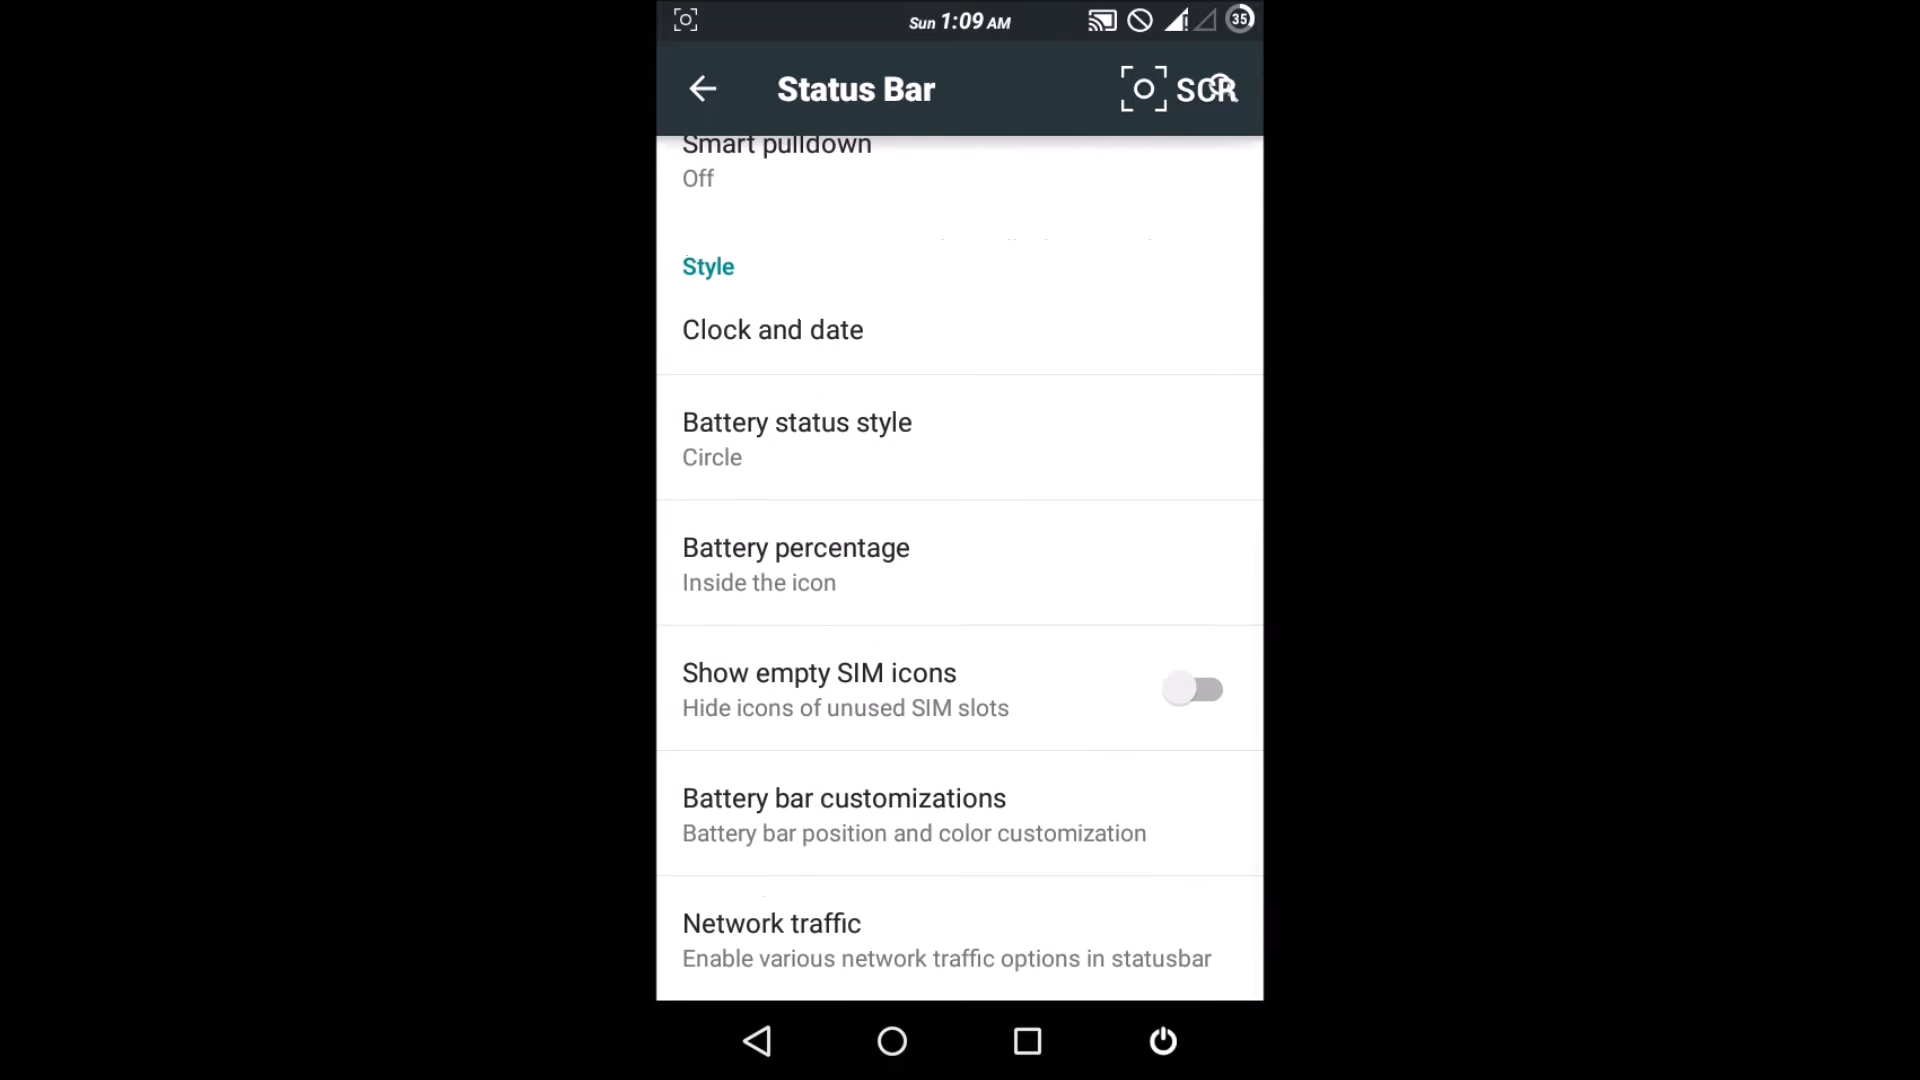 Sun 1:09 AM
35
Status Bar
SCR
Smart pulldown
Off
Style
Clock and date
Battery status style
Circle
Battery percentage
Inside the icon
Show empty SIM icons
Hide icons of unused SIM slots
Battery bar customizations
Battery bar position and color customization
Network traffic
Enable various network traffic options in statusbar